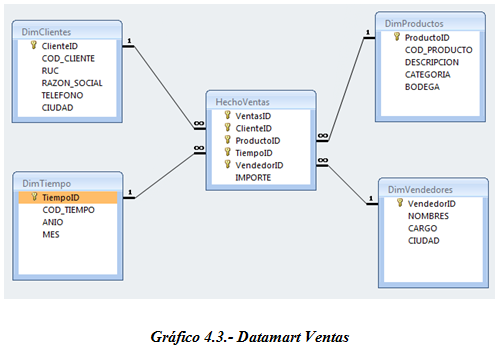 DimClientes
ClienteID
COD_CLIENTE
RUC
RAZON_SOCIAL
TELEFONO
CIUDAD
1
∞
DimTiempo
TiempoID
COD_TIEMPO
ANIO
MES
1
∞
HechoVentas
VentasID
ClienteID
ProductoID
TiempoID
VendedorID
IMPORTE
DimProductos
ProductoID
COD_PRODUCTO
DESCRIPCION
CATEGORIA
BODEGA
1
∞
DimVendedores
VendedorID
NOMBRES
CARGO
CIUDAD
1
∞
Gráfico 4.3.- Datamart Ventas